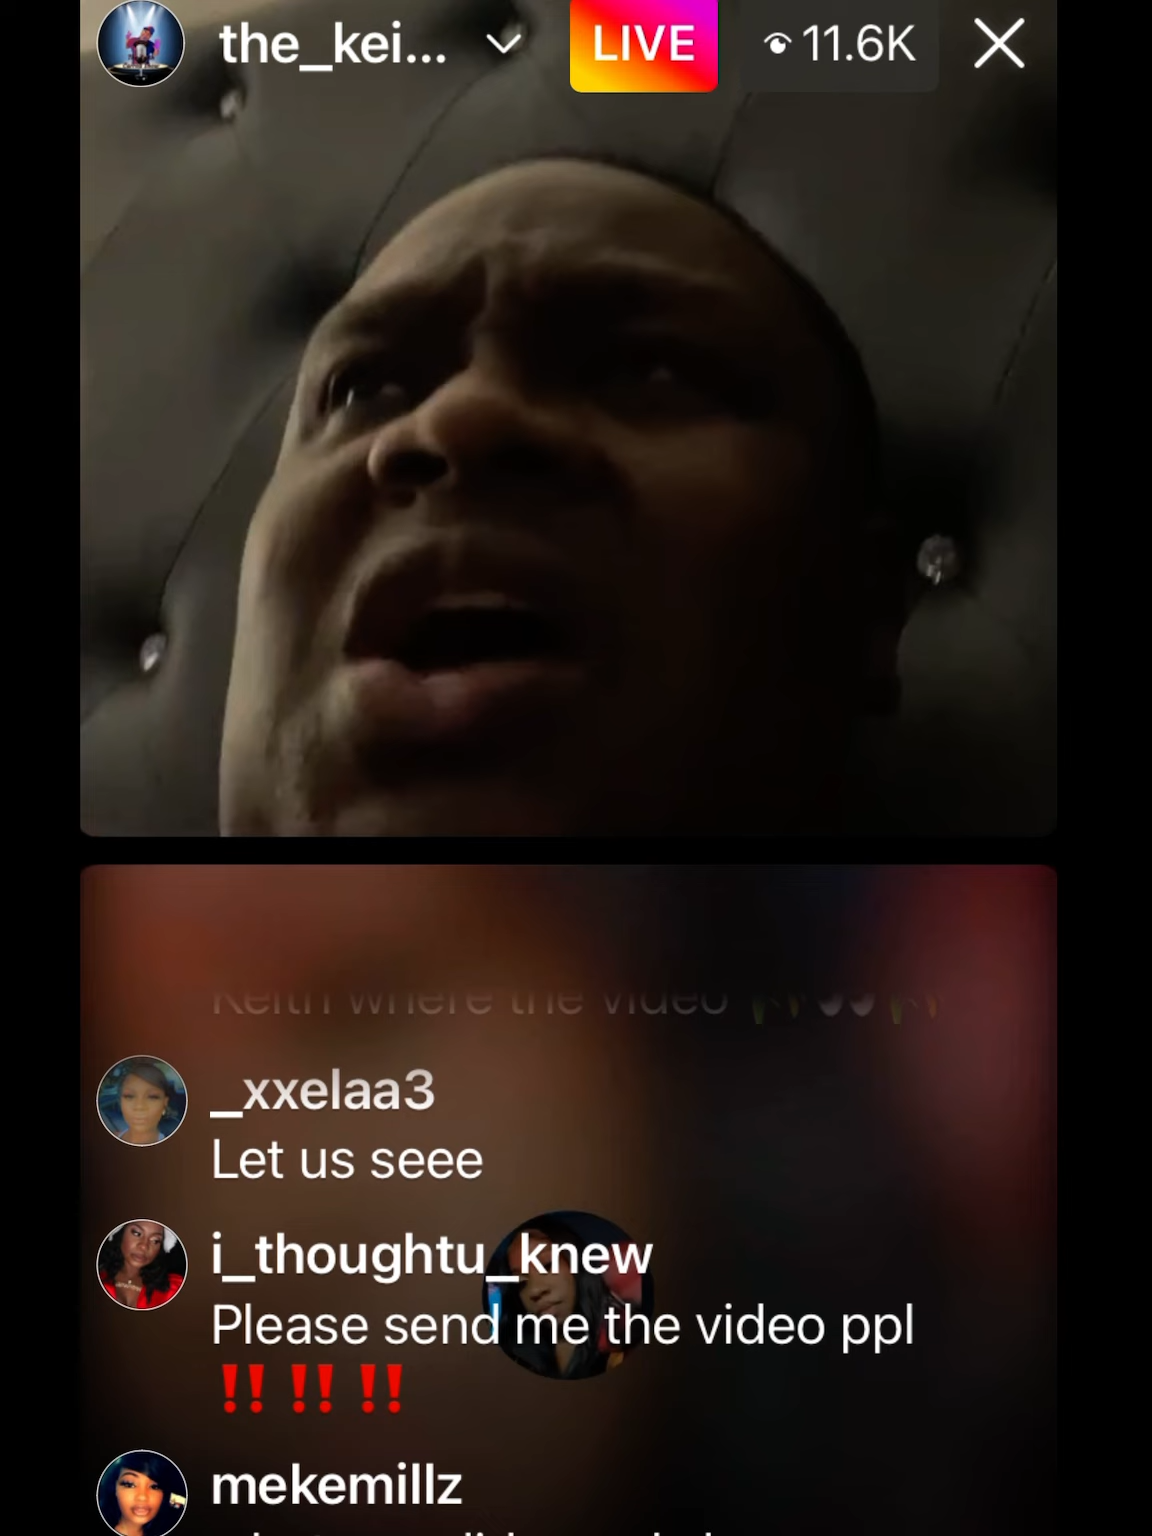 the_kei...
LIVE
11.6K
Keith where the video
_xxelaa3
Let us seee
i_thoughtu_knew
Please send me the video ppl
‼️ ‼️ ‼️
mekemillz